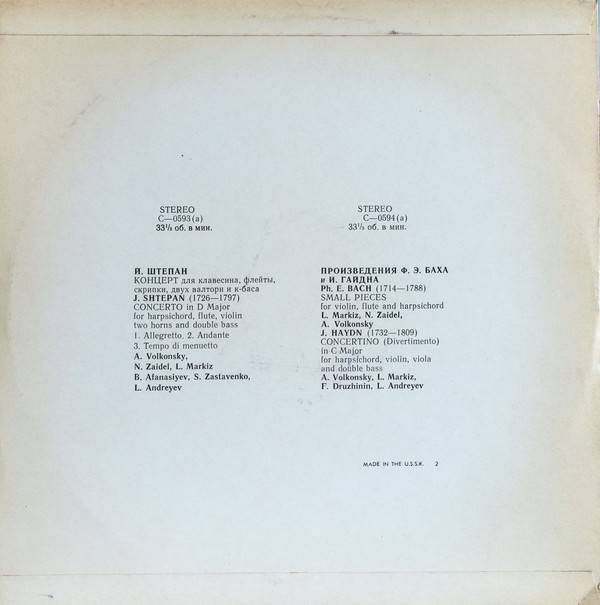 STEREO
С—0593 (а)
33⅓ об. в мин.
Й. ШТЕПАН
КОНЦЕРТ для клавесина, флейты,
скрипки, двух валторн и к-баса
J. SHTEPAN (1726—1797)
CONCERTO in D Major
for harpsichord, flute, violin
two horns and double bass
1. Allegretto. 2. Andante
3. Tempo di menuetto
A. Volkonsky,
N. Zaidel, L. Markiz
B. Afanasiyev, S. Zastavenko,
L. Andreyev
STEREO
С—0594 (а)
33⅓ об. в мин.
ПРОИЗВЕДЕНИЯ Ф. Э. БАХА
и И. ГАЙДНА
Ph. E. BACH (1714—1788)
SMALL PIECES
for violin, flute and harpsichord
L. Markiz, N. Zaidel,
A. Volkonsky
J. HAYDN (1732—1809)
CONCERTINO (Divertimento)
in C Major
for harpsichord, violin, viola
and double bass
A. Volkonsky, L. Markiz,
F. Druzhinin, L. Andreyev
MADE IN THE U.S.S.R. 2